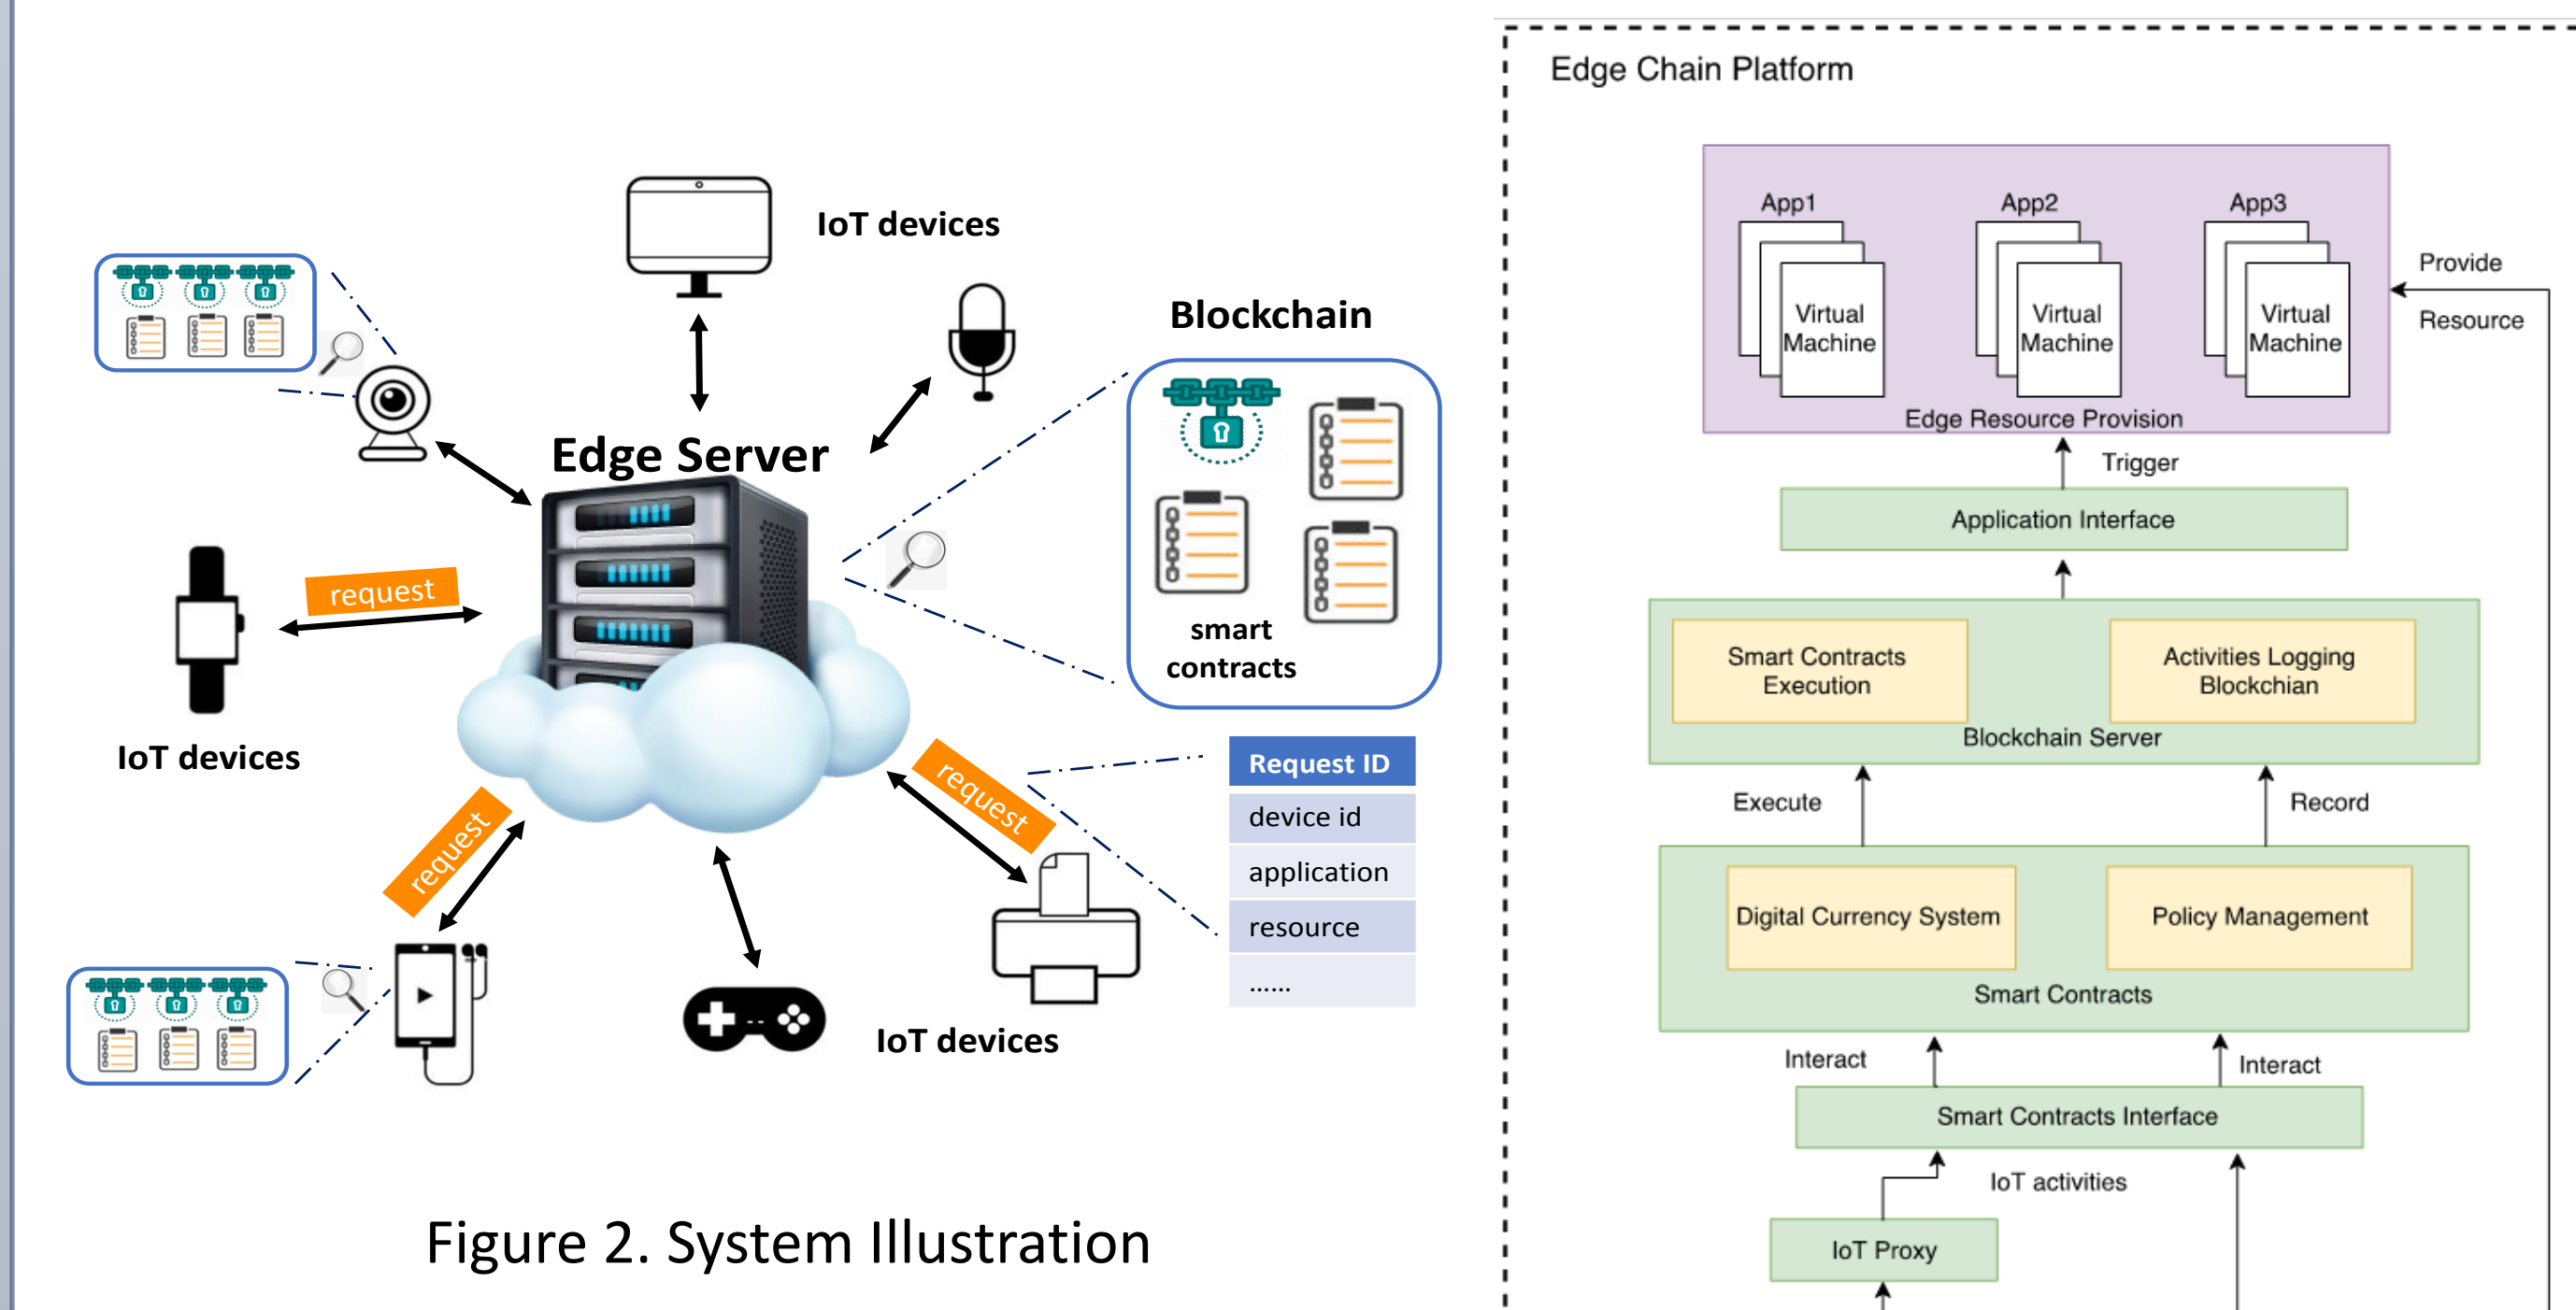 IoT devices
Blockchain
Edge Server
smart
contracts
request
IoT devices
request
request
Request ID
device id
application
resource
......
IoT devices
Figure 2. System Illustration
Edge Chain Platform
App1
App2
App3
Virtual
Machine
Virtual
Machine
Virtual
Machine
Edge Resource Provision
Provide
Resource
Trigger
Application Interface
Smart Contracts
Execution
Activities Logging
Blockchian
Blockchain Server
Execute
Record
Digital Currency System
Policy Management
Smart Contracts
Interact
Interact
Smart Contracts Interface
IoT activities
IoT Proxy